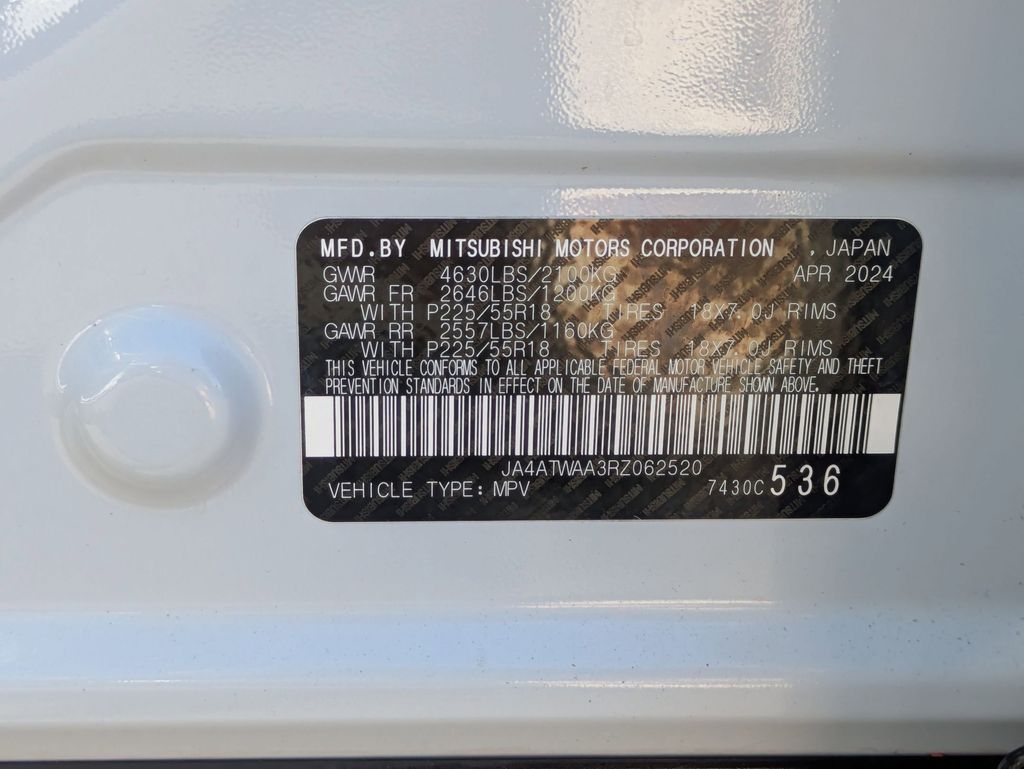 MFD.BY MITSUBISHI MOTORS CORPORATION , JAPAN
GVWR 4630LBS/2100KG APR 2024
GAWR FR 2646LBS/1200KG
WITH P225/55R18 TIRES 18X7.0J RIMS
GAWR RR 2557LBS/1160KG
WITH P225/55R18 TIRES 18X7.0J RIMS
THIS VEHICLE CONFORMS TO ALL APPLICABLE FEDERAL MOTOR VEHICLE SAFETY AND THEFT
PREVENTION STANDARDS IN EFFECT ON THE DATE OF MANUFACTURE SHOWN ABOVE.
JA4ATWAA3RZ062520
VEHICLE TYPE: MPV 7430C 536